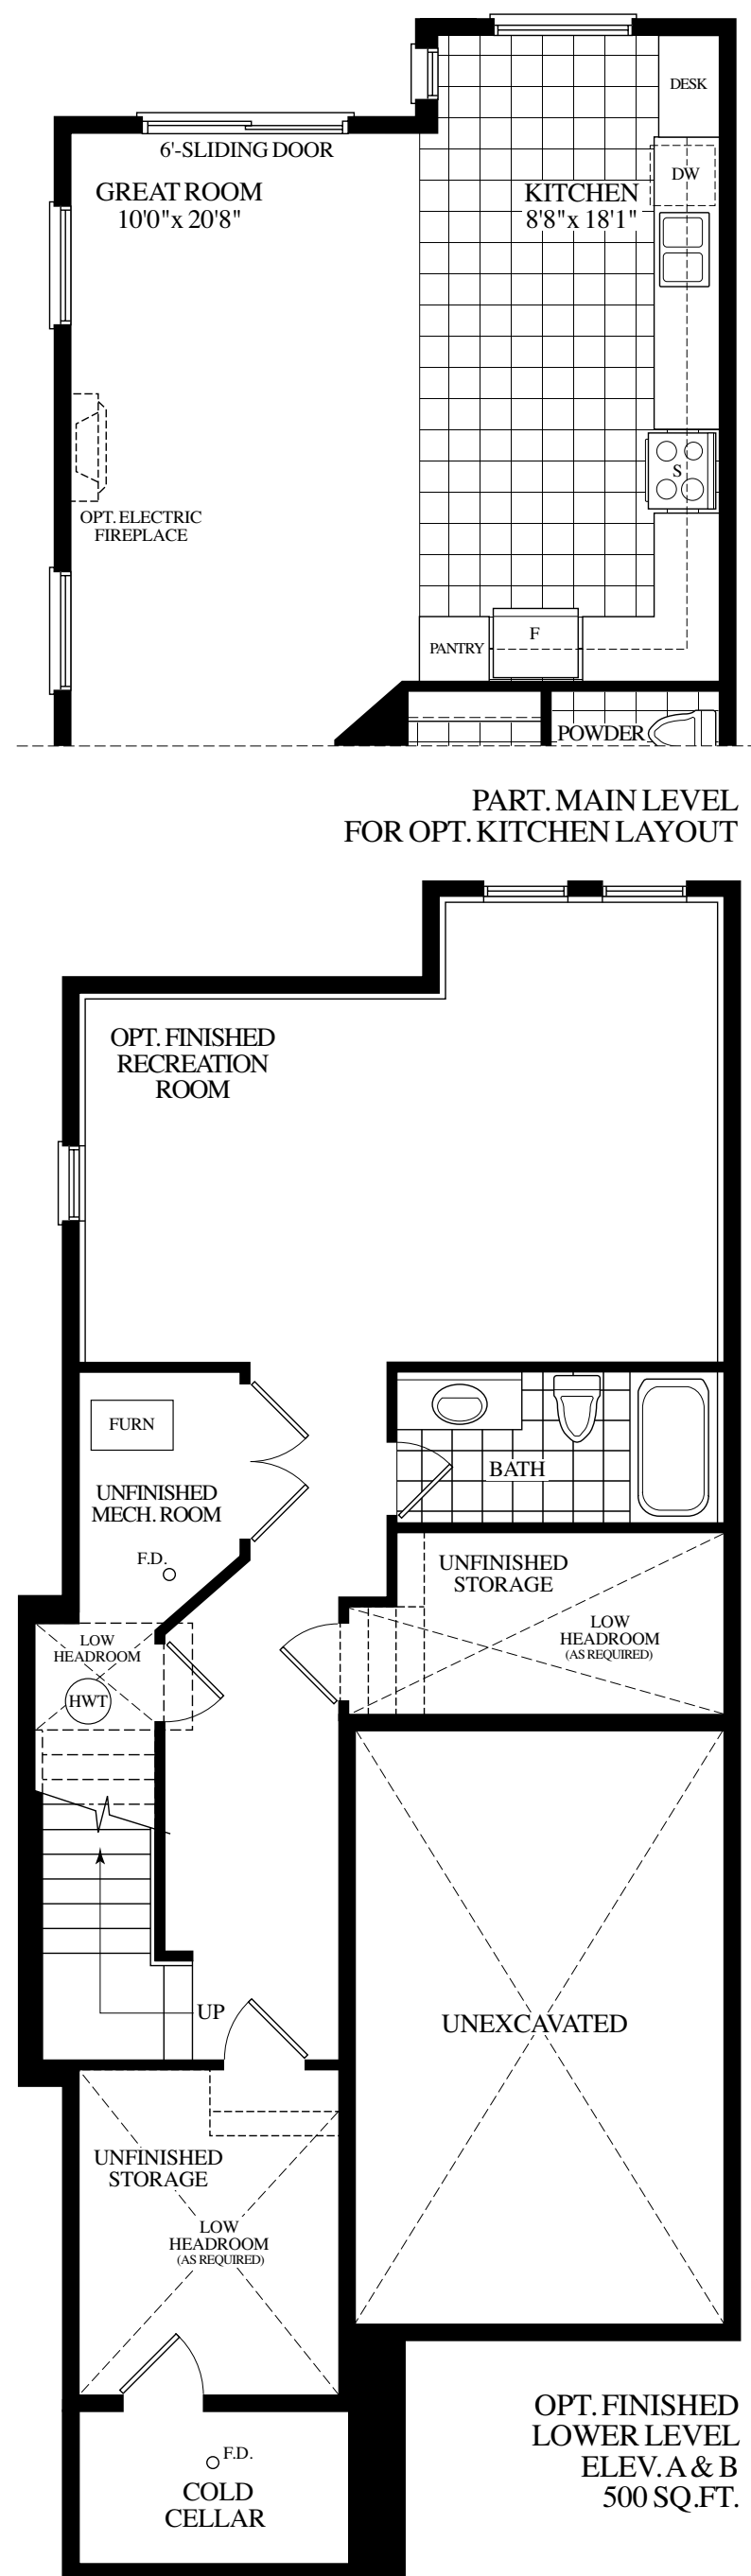 DESK
6'-SLIDING DOOR
GREAT ROOM
10'0"x 20'8"
KITCHEN
8'8"x 18'1"
DW
S
OPT. ELECTRIC
FIREPLACE
PANTRY
F
POWDER
PART. MAIN LEVEL
FOR OPT. KITCHEN LAYOUT
OPT. FINISHED
RECREATION
ROOM
FURN
UNFINISHED
MECH. ROOM
F.D.
BATH
UNFINISHED
STORAGE
LOW
HEADROOM
(AS REQUIRED)
LOW
HEADROOM
HWT
UP
UNEXCAVATED
UNFINISHED
STORAGE
LOW
HEADROOM
(AS REQUIRED)
F.D.
COLD
CELLAR
OPT. FINISHED
LOWER LEVEL
ELEV. A & B
500 SQ.FT.